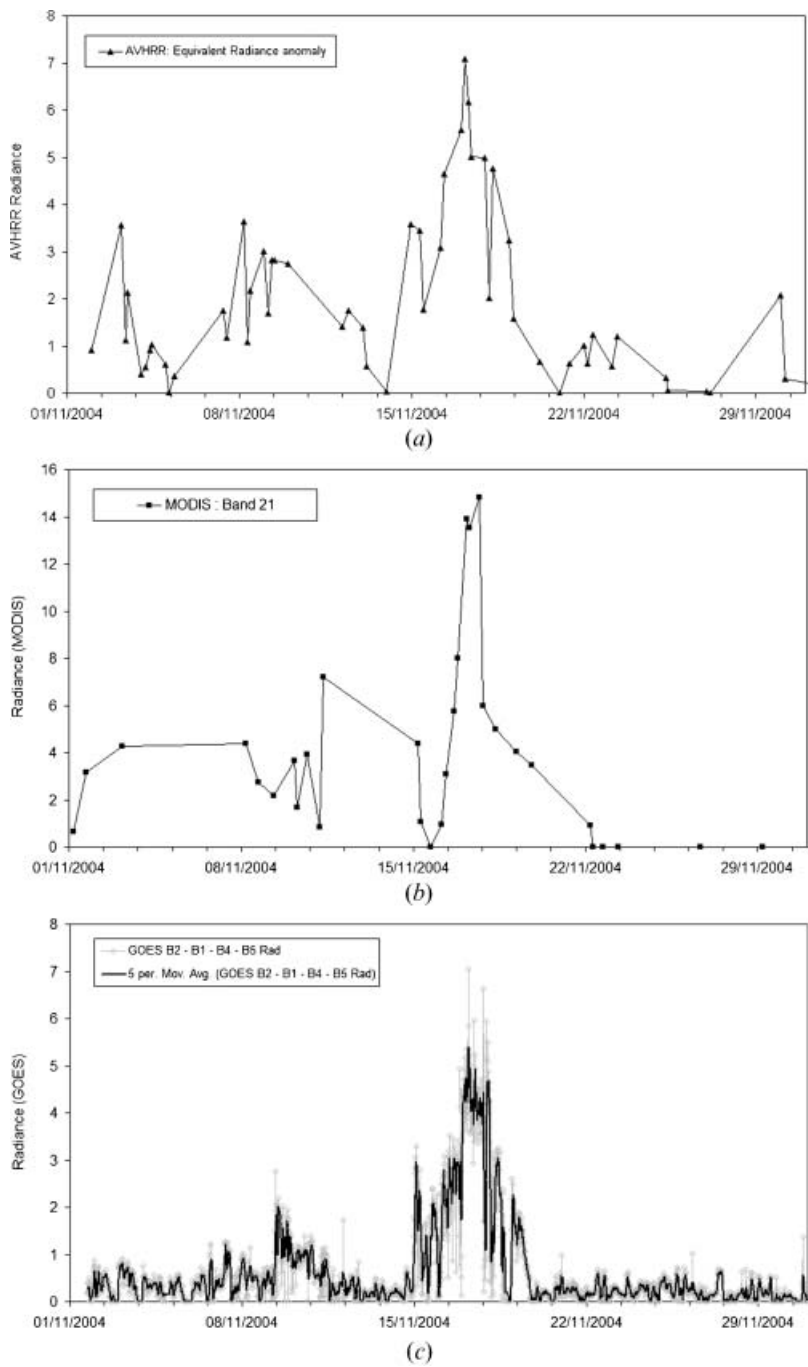 8
AVHRR: Equivalent Radiance anomaly
7
6
5
4
3
2
1
0
AVHRR Radiance
01/11/2004 08/11/2004 15/11/2004 22/11/2004 29/11/2004
(a)
16
MODIS : Band 21
14
12
10
8
6
4
2
0
Radiance (MODIS)
01/11/2004 08/11/2004 15/11/2004 22/11/2004 29/11/2004
(b)
8
GOES B2 - B1 - B4 - B5 Rad
5 per. Mov. Avg. (GOES B2 - B1 - B4 - B5 Rad)
7
6
5
4
3
2
1
0
Radiance (GOES)
01/11/2004 08/11/2004 15/11/2004 22/11/2004 29/11/2004
(c)